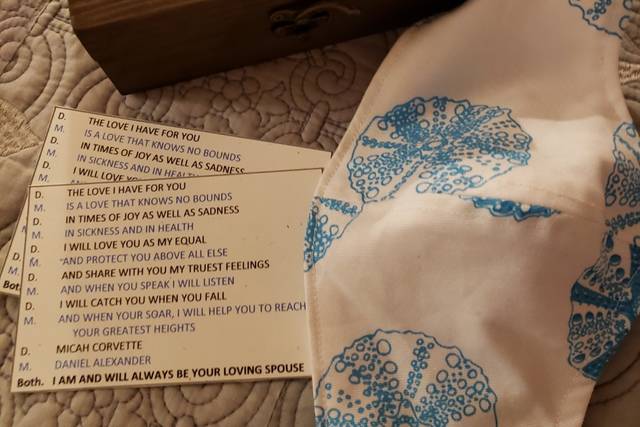 D. THE LOVE I HAVE FOR YOU
M. IS A LOVE THAT KNOWS NO BOUNDS
D. IN TIMES OF JOY AS WELL AS SADNESS
M. IN SICKNESS AND IN
D. I WILL LOVE
M.
D. THE LOVE I HAVE FOR YOU
M. IS A LOVE THAT KNOWS NO BOUNDS
D. IN TIMES OF JOY AS WELL AS SADNESS
M. IN SICKNESS AND IN HEALTH
D. I WILL LOVE YOU AS MY EQUAL
M. AND PROTECT YOU ABOVE ALL ELSE
D. AND SHARE WITH YOU MY TRUEST FEELINGS
M. AND WHEN YOU SPEAK I WILL LISTEN
D. I WILL CATCH YOU WHEN YOU FALL
M. AND WHEN YOUR SOAR, I WILL HELP YOU TO REACH
YOUR GREATEST HEIGHTS
D. MICAH CORVETTE
M. DANIEL ALEXANDER
Both. I AM AND WILL ALWAYS BE YOUR LOVING SPOUSE